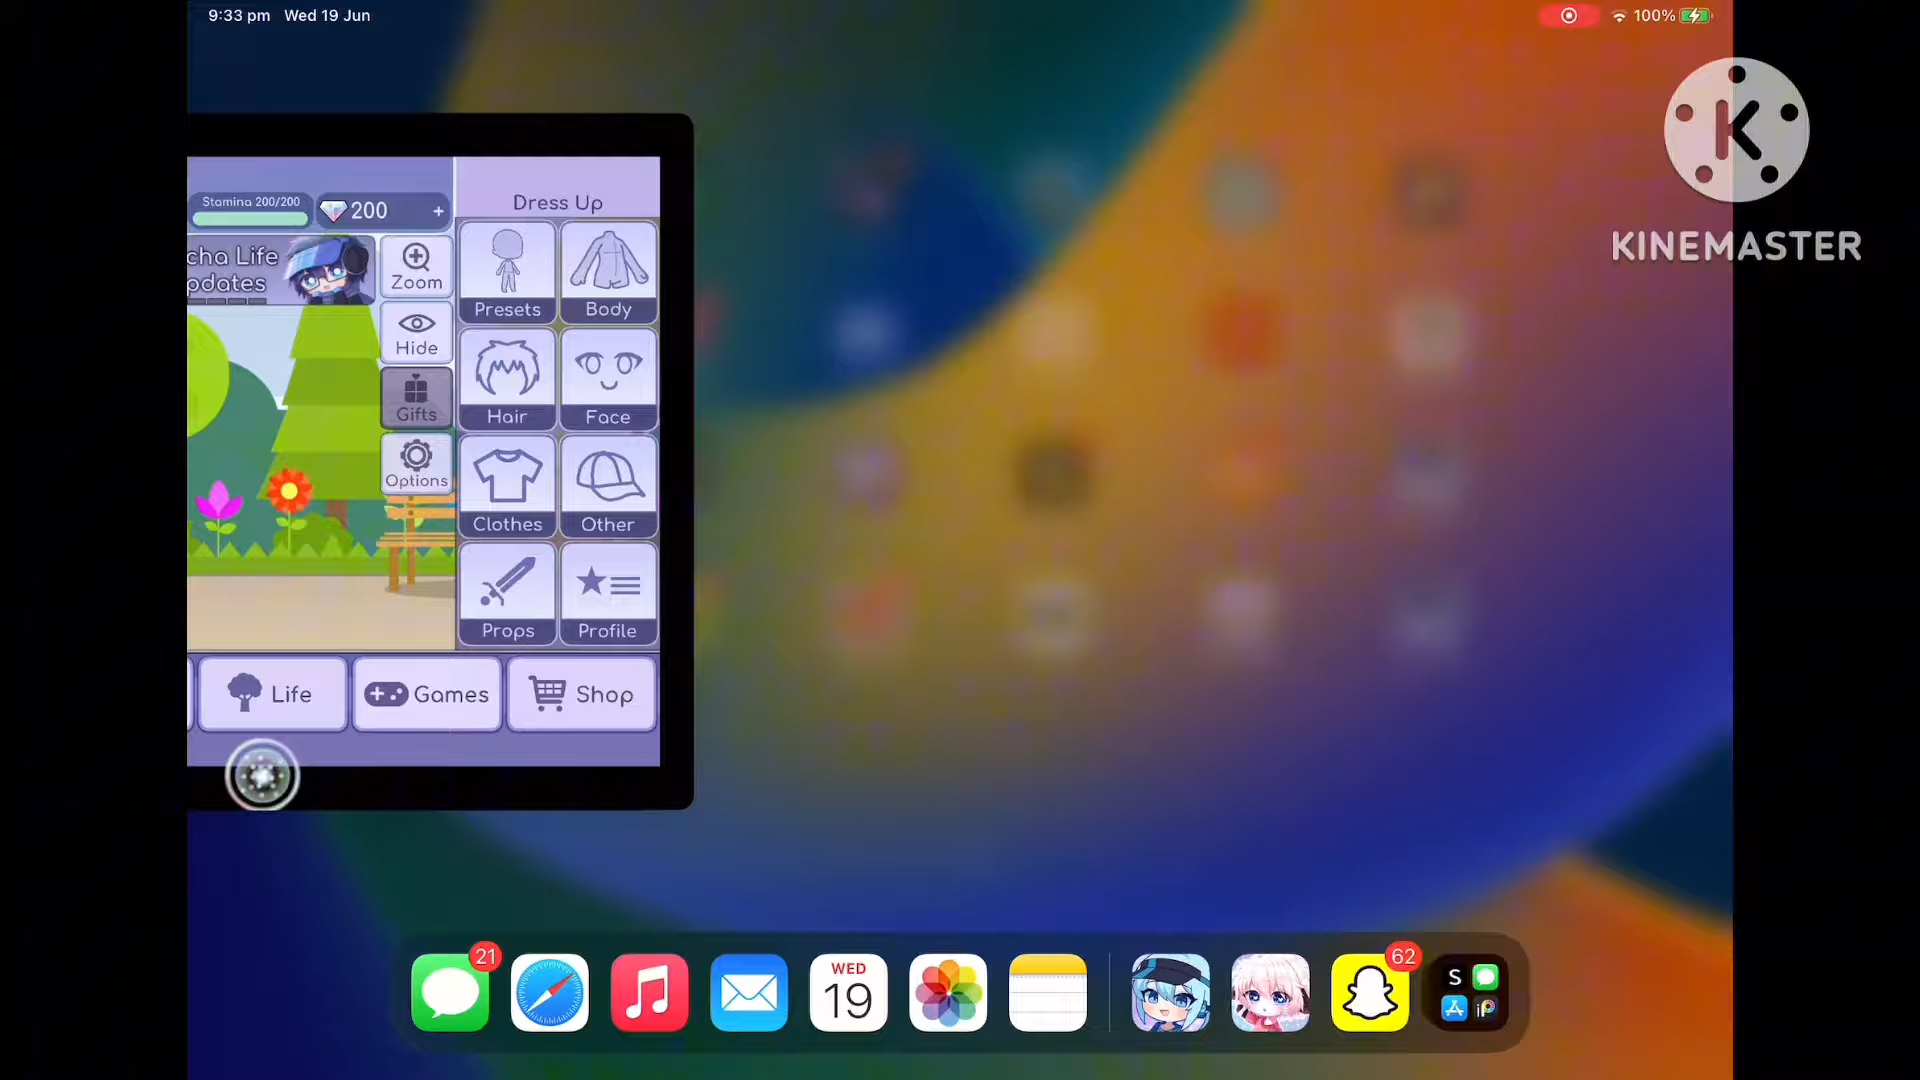 9:33 pm Wed 19 Jun
100%
K
KINEMASTER
Stamina 200/200
200 +
Dress Up
cha Life
pdates
Zoom
Presets
Body
Hide
Gifts
Hair
Face
Options
Clothes
Other
Props
Profile
Life
Games
Shop
21
WED
19
62
S
iP